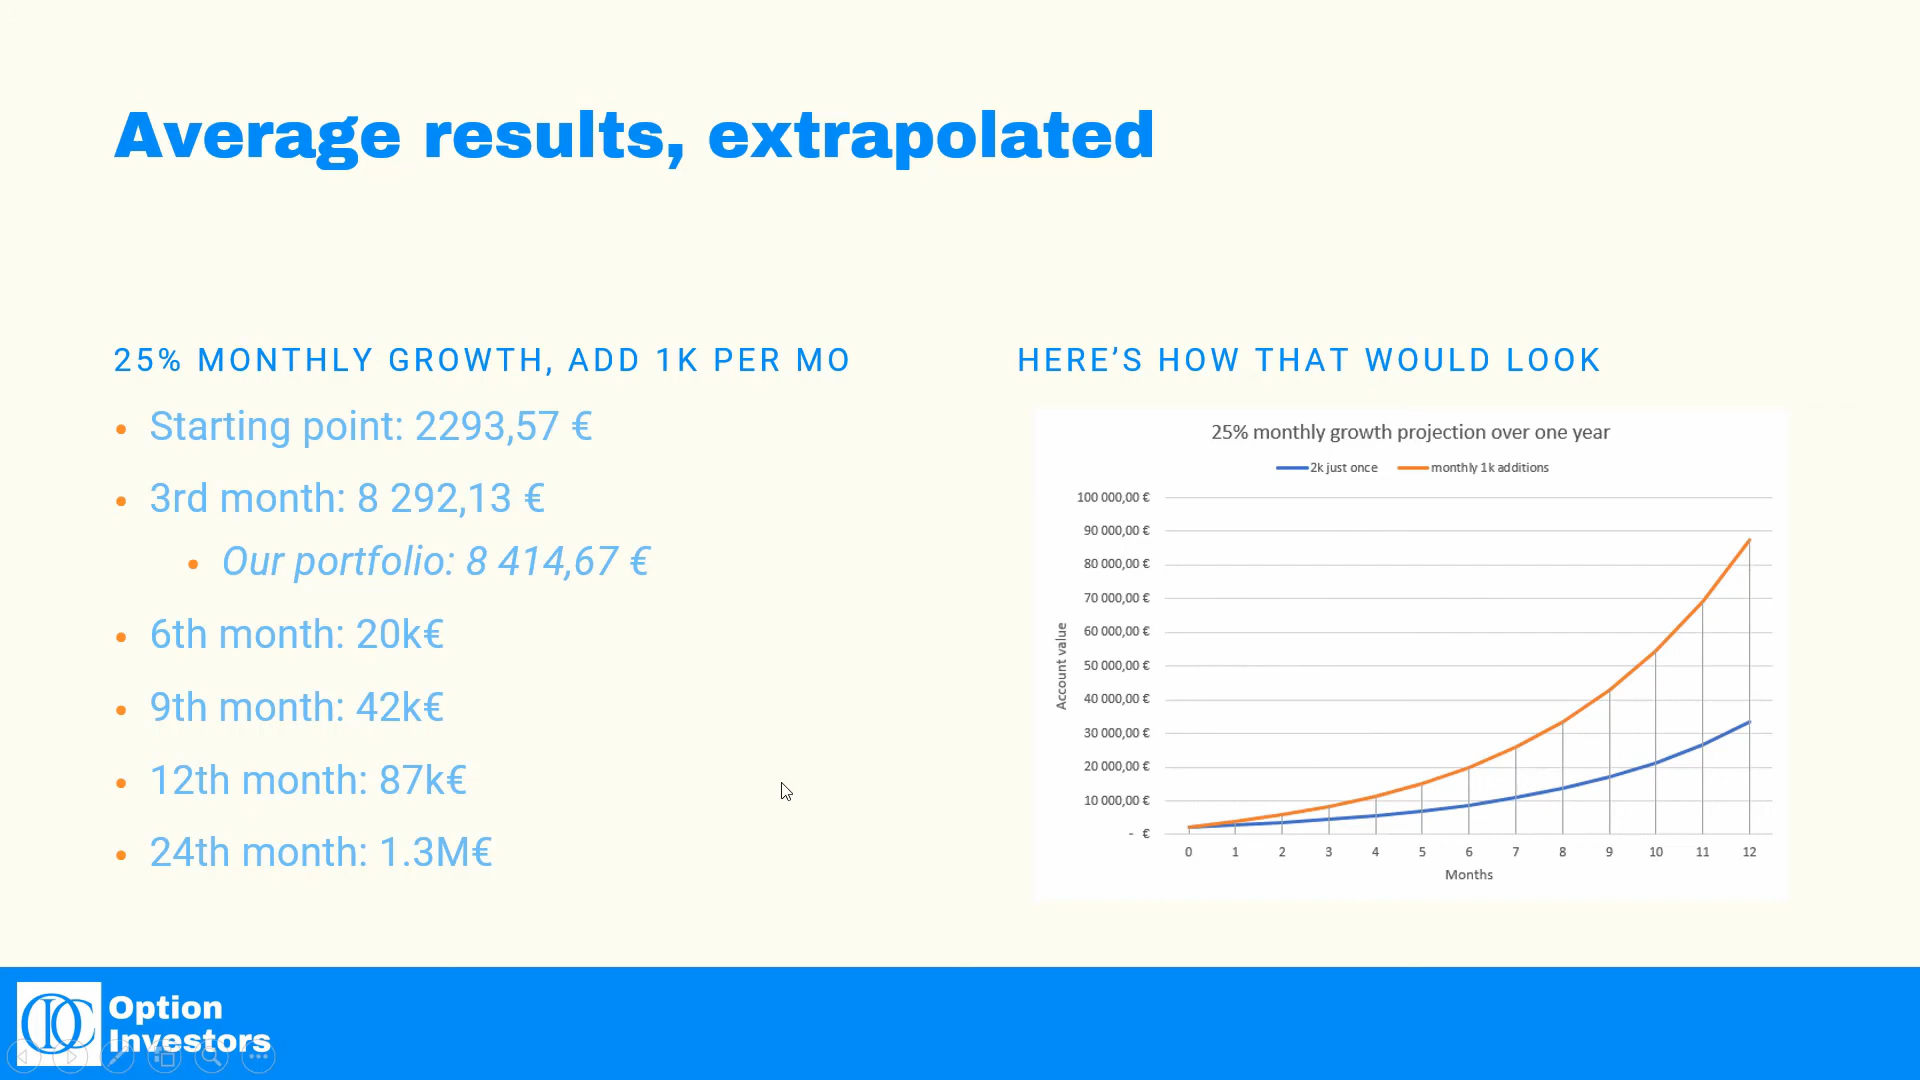 Average results, extrapolated
25% MONTHLY GROWTH, ADD 1K PER MO
• Starting point: 2293,57 €
• 3rd month: 8 292,13 €
• Our portfolio: 8 414,67 €
• 6th month: 20k€
• 9th month: 42k€
• 12th month: 87k€
• 24th month: 1.3M€
HERE’S HOW THAT WOULD LOOK
25% monthly growth projection over one year
2k just once monthly 1k additions
Account value
100 000,00 €
90 000,00 €
80 000,00 €
70 000,00 €
60 000,00 €
50 000,00 €
40 000,00 €
30 000,00 €
20 000,00 €
10 000,00 €
- €
0 1 2 3 4 5 6 7 8 9 10 11 12
Months
Option
Investors